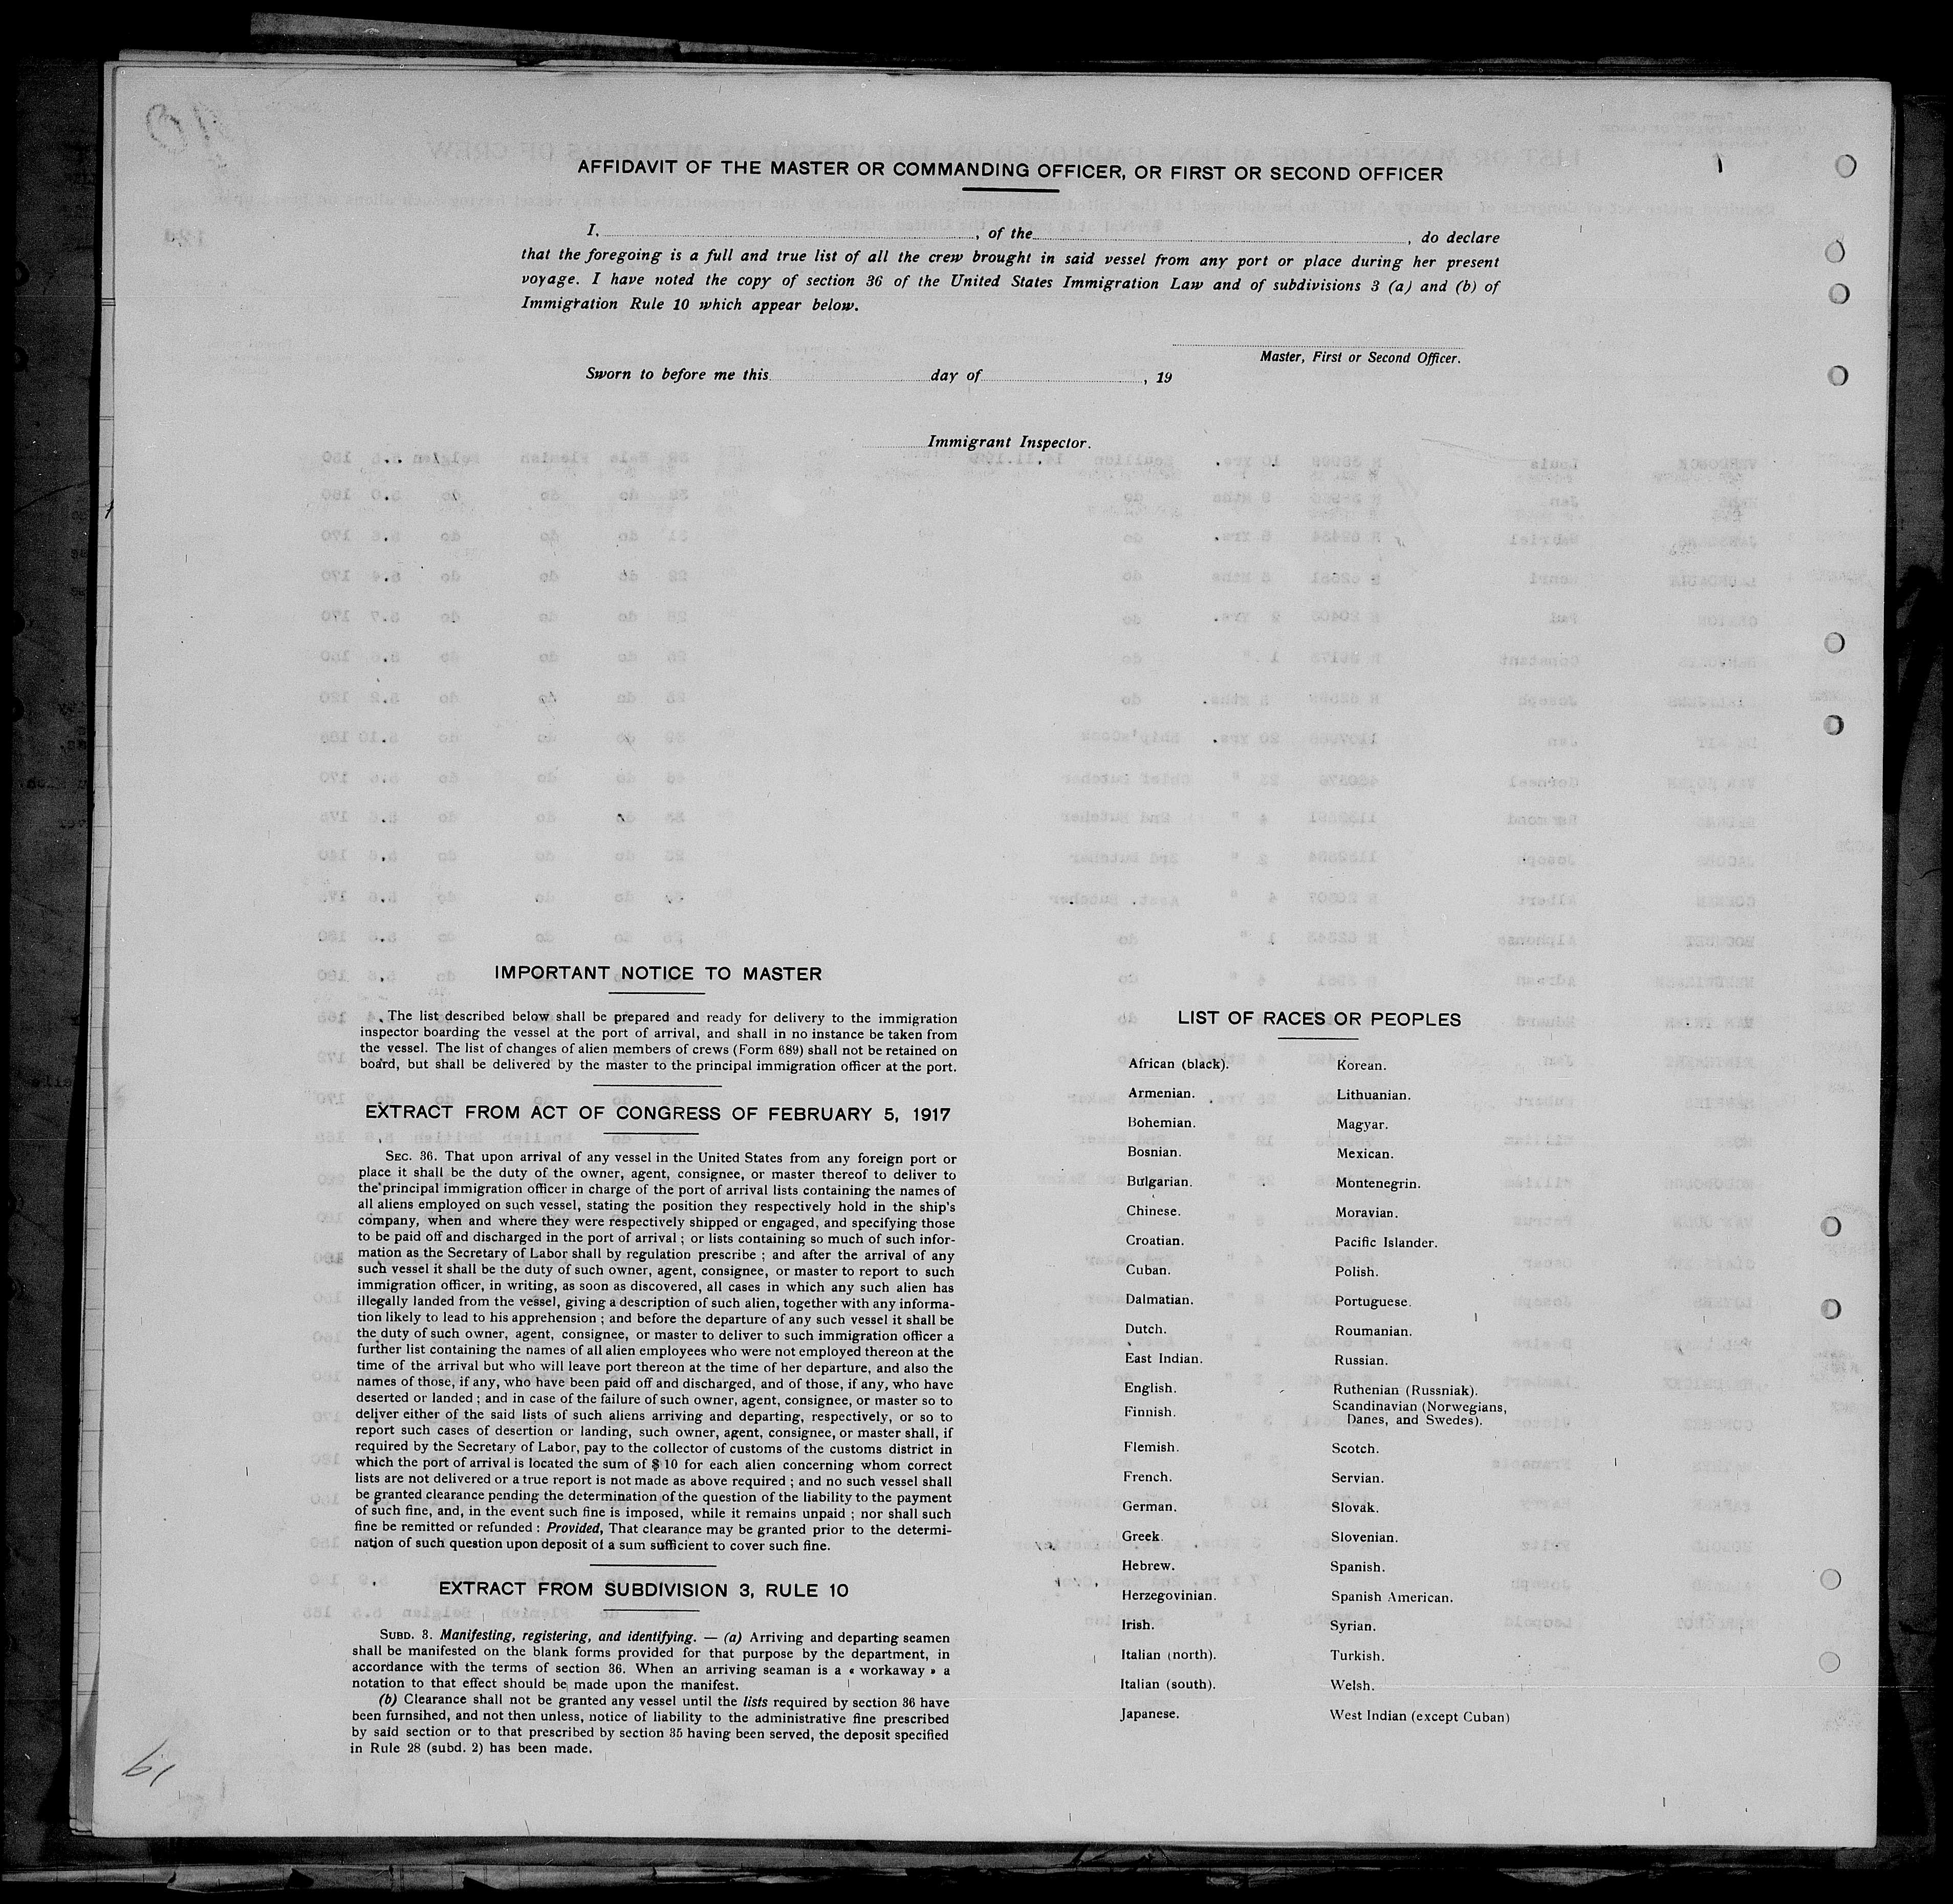 AFFIDAVIT OF THE MASTER OR COMMANDING OFFICER, OR FIRST OR SECOND OFFICER
I, , of the , do declare
that the foregoing is a full and true list of all the crew brought in said vessel from any port or place during her present
voyage. I have noted the copy of section 36 of the United States Immigration Law and of subdivisions 3 (a) and (b) of
Immigration Rule 10 which appear below.
Master, First or Second Officer.
Sworn to before me this day of , 19
Immigrant Inspector.
IMPORTANT NOTICE TO MASTER
The list described below shall be prepared and ready for delivery to the immigration
inspector boarding the vessel at the port of arrival, and shall in no instance be taken from
the vessel. The list of changes of alien members of crews (Form 689) shall not be retained on
board, but shall be delivered by the master to the principal immigration officer at the port.
EXTRACT FROM ACT OF CONGRESS OF FEBRUARY 5, 1917
SEC. 36. That upon arrival of any vessel in the United States from any foreign port or
place it shall be the duty of the owner, agent, consignee, or master thereof to deliver to
the principal immigration officer in charge of the port of arrival lists containing the names of
all aliens employed on such vessel, stating the position they respectively hold in the ship's
company, when and where they were respectively shipped or engaged, and specifying those
to be paid off and discharged in the port of arrival ; or lists containing so much of such infor-
mation as the Secretary of Labor shall by regulation prescribe ; and after the arrival of any
such vessel it shall be the duty of such owner, agent, consignee, or master to report to such
immigration officer, in writing, as soon as discovered, all cases in which any such alien has
illegally landed from the vessel, giving a description of such alien, together with any informa-
tion likely to lead to his apprehension ; and before the departure of any such vessel it shall be
the duty of such owner, agent, consignee, or master to deliver to such immigration officer a
further list containing the names of all alien employees who were not employed thereon at the
time of the arrival but who will leave port thereon at the time of her departure, and also the
names of those, if any, who have been paid off and discharged, and of those, if any, who have
deserted or landed ; and in case of the failure of such owner, agent, consignee, or master so to
deliver either of the said lists of such aliens arriving and departing, respectively, or so to
report such cases of desertion or landing, such owner, agent, consignee, or master shall, if
required by the Secretary of Labor, pay to the collector of customs of the customs district in
which the port of arrival is located the sum of $ 10 for each alien concerning whom correct
lists are not delivered or a true report is not made as above required ; and no such vessel shall
be granted clearance pending the determination of the question of the liability to the payment
of such fine, and, in the event such fine is imposed, while it remains unpaid ; nor shall such
fine be remitted or refunded : Provided, That clearance may be granted prior to the determi-
nation of such question upon deposit of a sum sufficient to cover such fine.
EXTRACT FROM SUBDIVISION 3, RULE 10
SUBD. 3. Manifesting, registering, and identifying. — (a) Arriving and departing seamen
shall be manifested on the blank forms provided for that purpose by the department, in
accordance with the terms of section 36. When an arriving seaman is a « workaway » a
notation to that effect should be made upon the manifest.
(b) Clearance shall not be granted any vessel until the lists required by section 36 have
been furnsihed, and not then unless, notice of liability to the administrative fine prescribed
by said section or to that prescribed by section 35 having been served, the deposit specified
in Rule 28 (subd. 2) has been made.
LIST OF RACES OR PEOPLES
African (black).
Armenian.
Bohemian.
Bosnian.
Bulgarian.
Chinese.
Croatian.
Cuban.
Dalmatian.
Dutch.
East Indian.
English.
Finnish.
Flemish.
French.
German.
Greek.
Hebrew.
Herzegovinian.
Irish.
Italian (north).
Italian (south).
Japanese.
Korean.
Lithuanian.
Magyar.
Mexican.
Montenegrin.
Moravian.
Pacific Islander.
Polish.
Portuguese.
Roumanian.
Russian.
Ruthenian (Russniak).
Scandinavian (Norwegians,
Danes, and Swedes).
Scotch.
Servian.
Slovak.
Slovenian.
Spanish.
Spanish American.
Syrian.
Turkish.
Welsh.
West Indian (except Cuban)